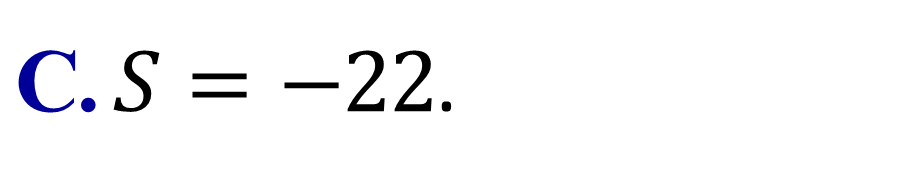 C. S = −22.